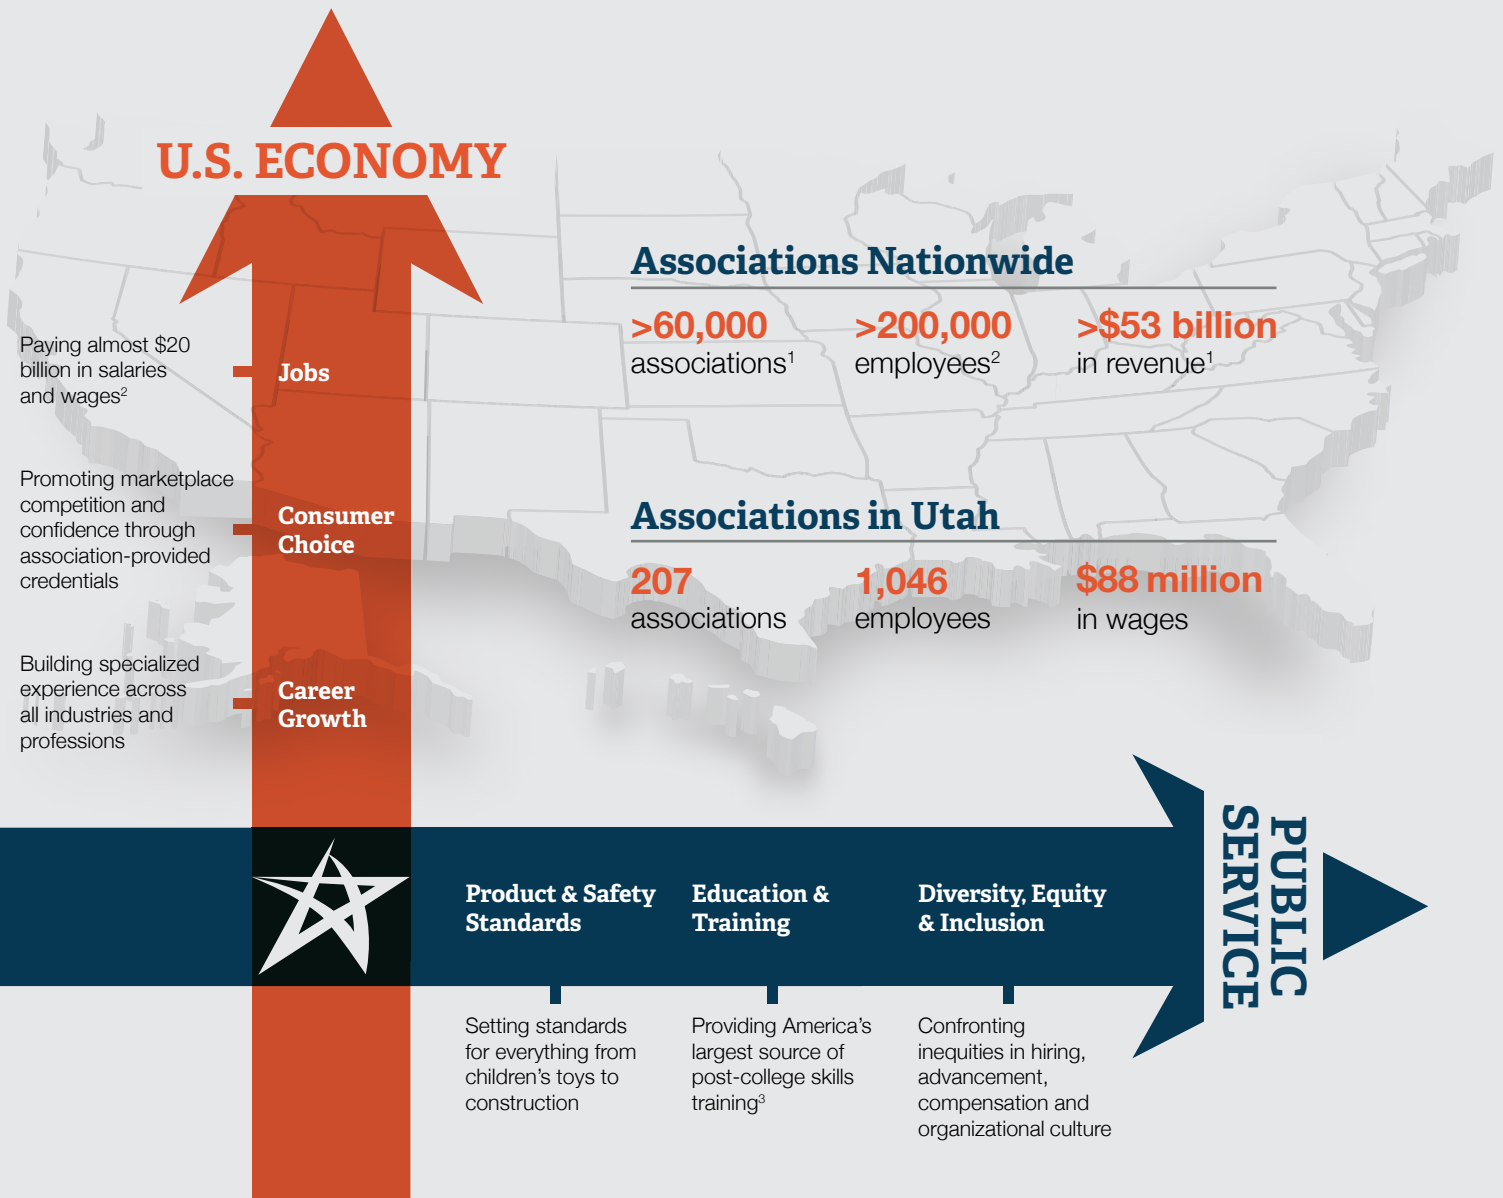 U.S. ECONOMY
Paying almost $20
billion in salaries
and wages²
Jobs
Promoting marketplace
competition and
confidence through
association-provided
credentials
Consumer
Choice
Building specialized
experience across
all industries and
professions
Career
Growth
Associations Nationwide
>60,000
associations¹
>200,000
employees²
>$53 billion
in revenue¹
Associations in Utah
207
associations
1,046
employees
$88 million
in wages
Product & Safety
Standards
Education &
Training
Diversity, Equity
& Inclusion
PUBLIC
SERVICE
Setting standards
for everything from
children’s toys to
construction
Providing America’s
largest source of
post-college skills
training³
Confronting
inequities in hiring,
advancement,
compensation and
organizational culture